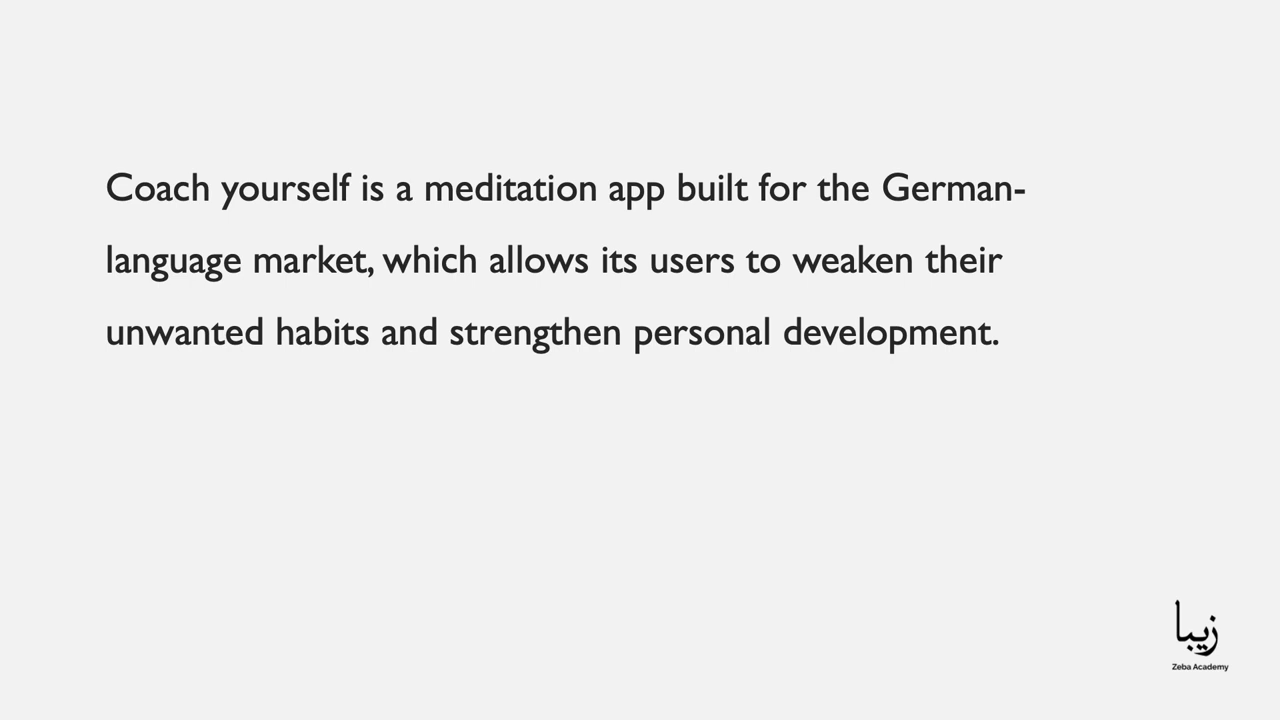 Coach yourself is a meditation app built for the German-
language market, which allows its users to weaken their
unwanted habits and strengthen personal development.
زیبا
Zeba Academy